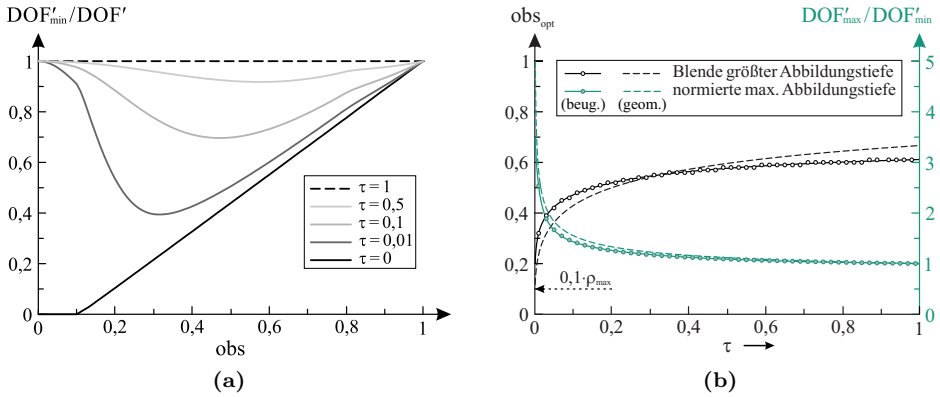 DOF′min/DOF′
1
0,8
0,6
0,4
0,2
0
0
0,2
0,4
0,6
0,8
1
obs
τ = 1
τ = 0,5
τ = 0,1
τ = 0,01
τ = 0
(a)
obsopt
DOF′max/DOF′min
1
0,8
0,6
0,4
0,2
0
5
4
3
2
1
0
Blende größter Abbildungstiefe
normierte max. Abbildungstiefe
(beug.) (geom.)
0,1·ρmax
0
0,2
0,4
0,6
0,8
1
τ
(b)